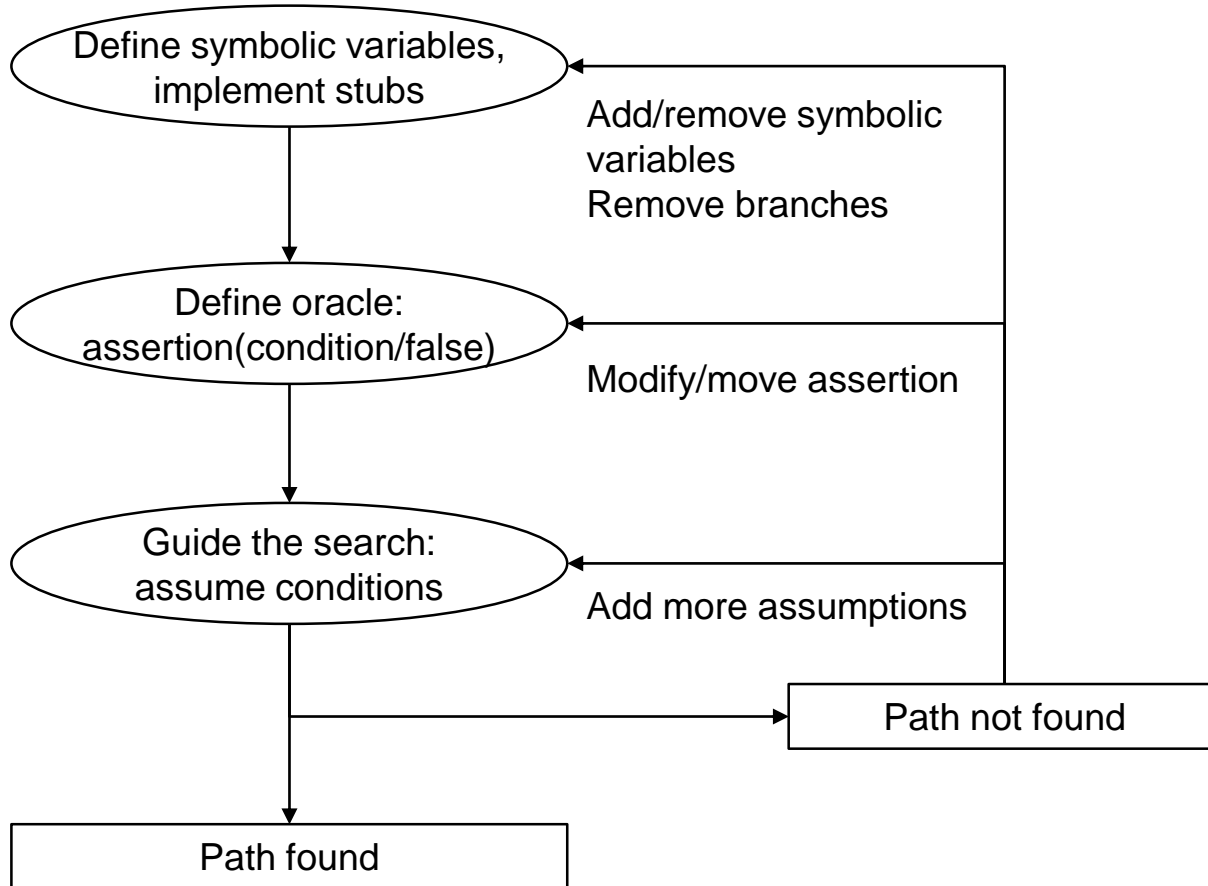 Define symbolic variables,
implement stubs
Add/remove symbolic
variables
Remove branches
Define oracle:
assertion(condition/false)
Modify/move assertion
Guide the search:
assume conditions
Add more assumptions
Path not found
Path found